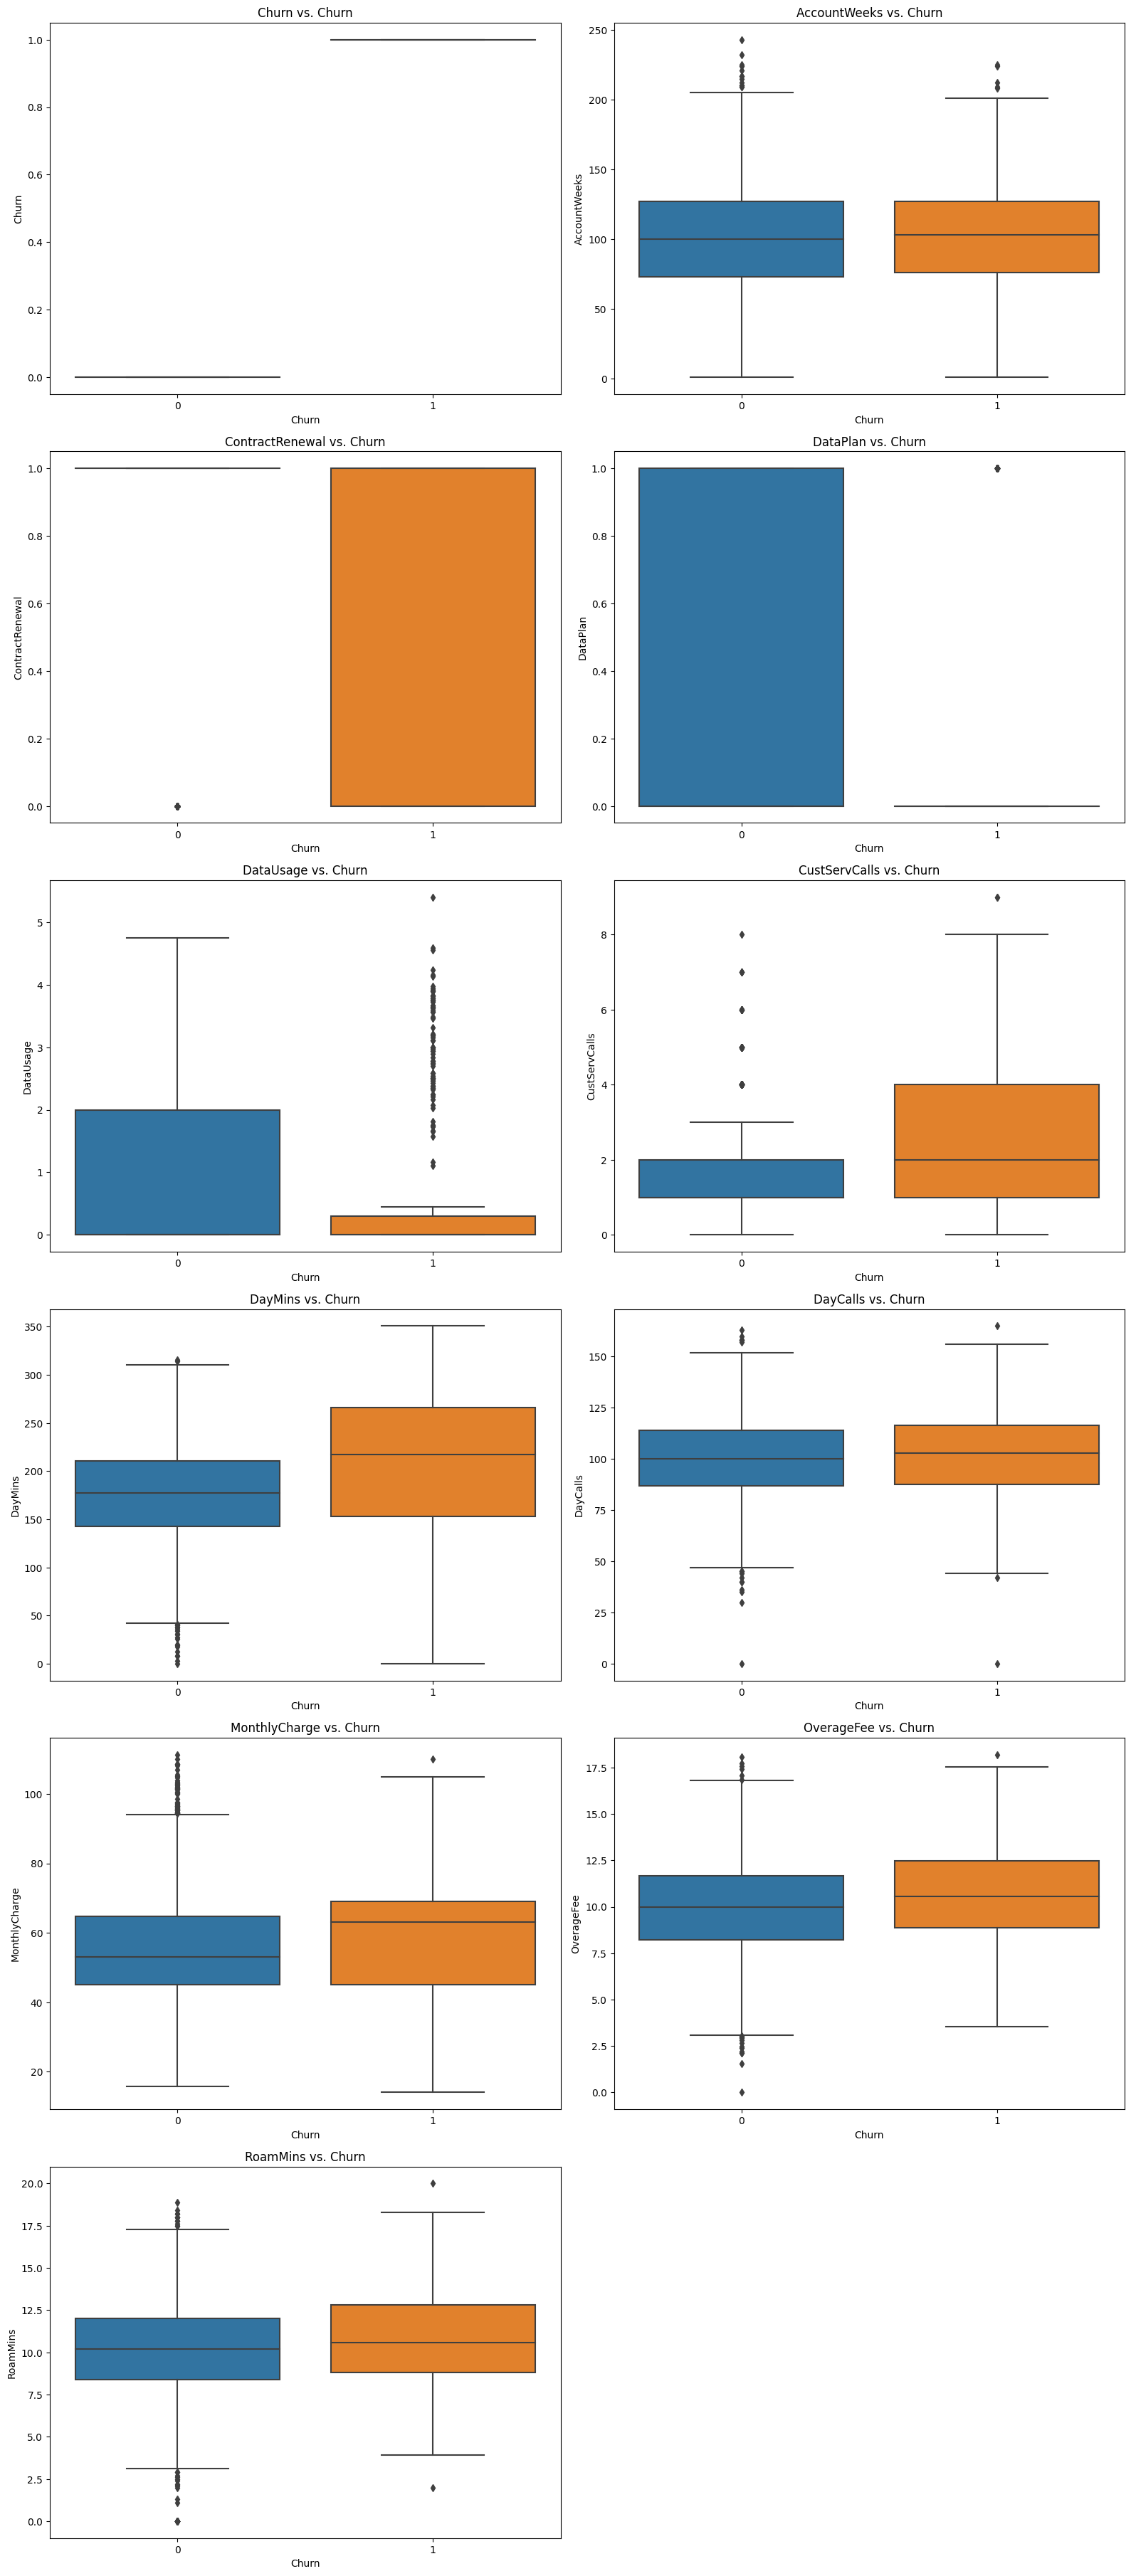 Churn vs. Churn
1.0
0.8
0.6
0.4
0.2
0.0
Churn
0
1
Churn
AccountWeeks vs. Churn
250
200
150
100
50
0
AccountWeeks
0
1
Churn
ContractRenewal vs. Churn
1.0
0.8
0.6
0.4
0.2
0.0
ContractRenewal
0
1
Churn
DataPlan vs. Churn
1.0
0.8
0.6
0.4
0.2
0.0
DataPlan
0
1
Churn
DataUsage vs. Churn
5
4
3
2
1
0
DataUsage
0
1
Churn
CustServCalls vs. Churn
8
6
4
2
0
CustServCalls
0
1
Churn
DayMins vs. Churn
350
300
250
200
150
100
50
0
DayMins
0
1
Churn
DayCalls vs. Churn
150
125
100
75
50
25
0
DayCalls
0
1
Churn
MonthlyCharge vs. Churn
100
80
60
40
20
MonthlyCharge
0
1
Churn
OverageFee vs. Churn
17.5
15.0
12.5
10.0
7.5
5.0
2.5
0.0
OverageFee
0
1
Churn
RoamMins vs. Churn
20.0
17.5
15.0
12.5
10.0
7.5
5.0
2.5
0.0
RoamMins
0
1
Churn